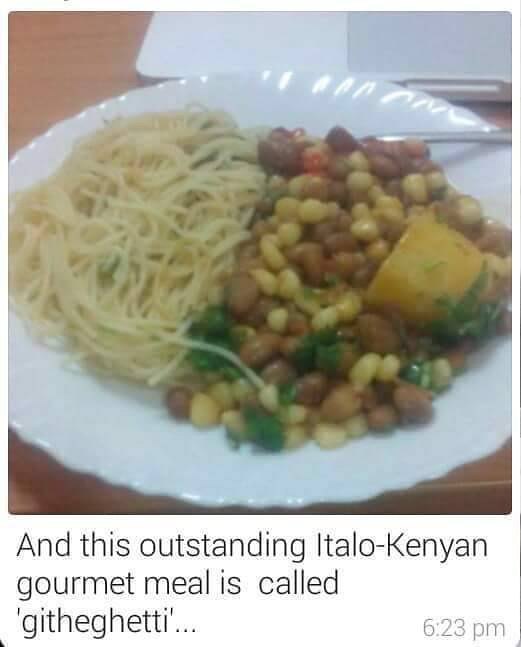 And this outstanding Italo-Kenyan
gourmet meal is  called
'githeghetti'...
6:23 pm